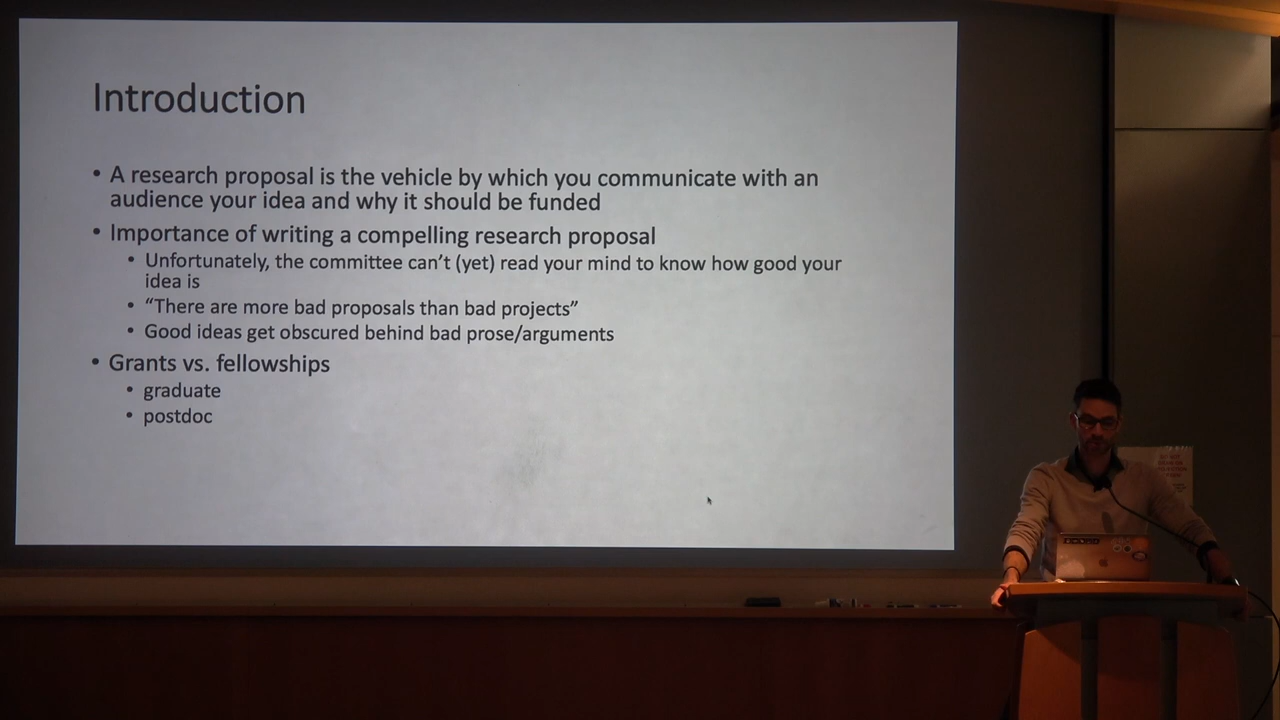 Introduction
• A research proposal is the vehicle by which you communicate with an
audience your idea and why it should be funded
• Importance of writing a compelling research proposal
• Unfortunately, the committee can't (yet) read your mind to know how good your
idea is
• “There are more bad proposals than bad projects”
• Good ideas get obscured behind bad prose/arguments
• Grants vs. fellowships
• graduate
• postdoc